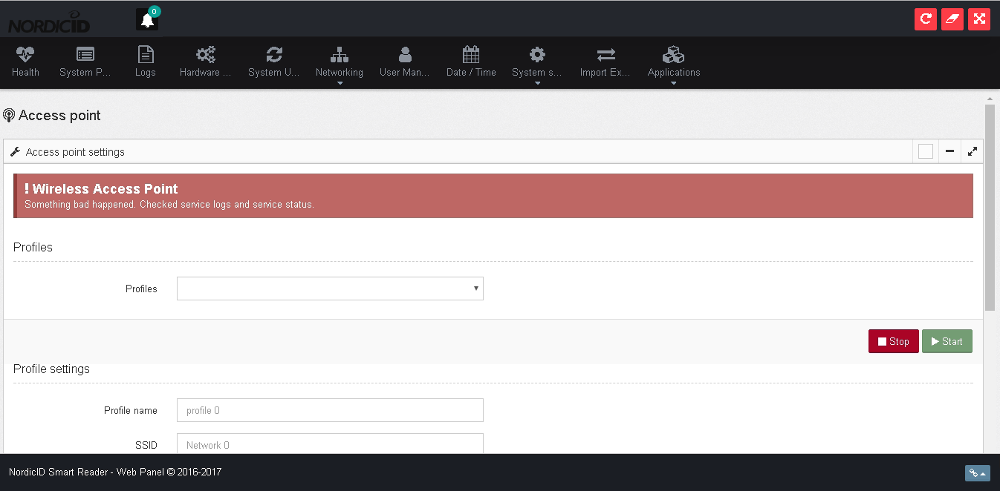 NORDICID
0
Health
System P...
Logs
Hardware ...
System U...
Networking
User Man...
Date / Time
System s...
Import Ex...
Applications
Access point
Access point settings
! Wireless Access Point
Something bad happened. Checked service logs and service status.
Profiles
Profiles
Stop
Start
Profile settings
Profile name
profile 0
SSID
Network 0
NordicID Smart Reader - Web Panel © 2016-2017